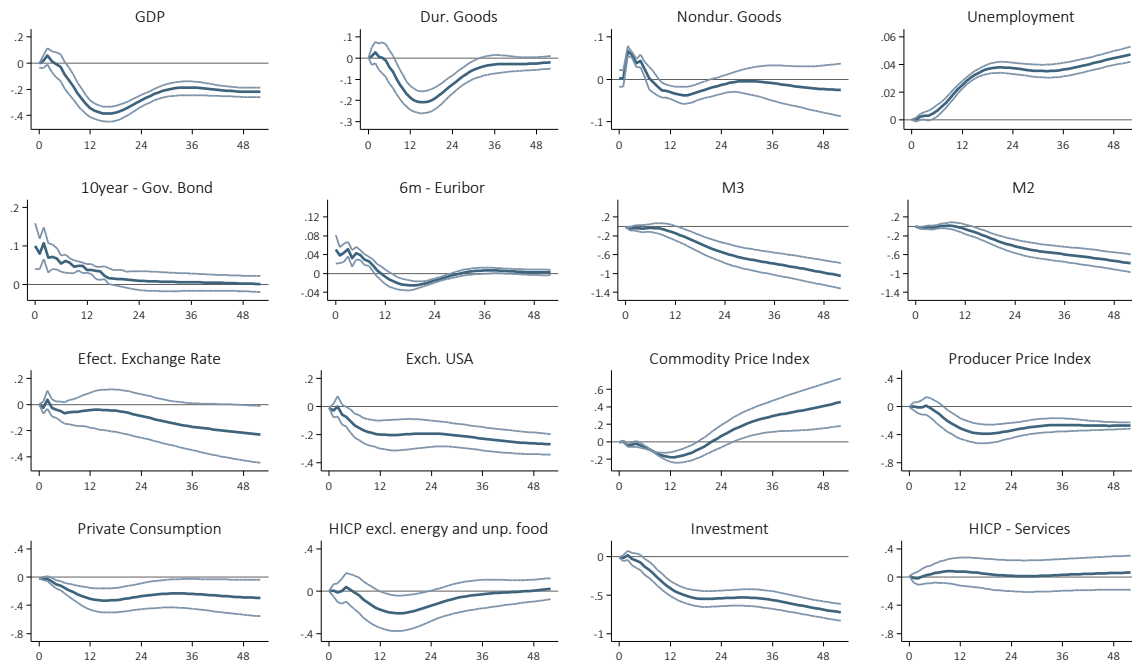 GDP
.2
0
-.2
-.4
0 12 24 36 48
Dur. Goods
.1
0
-.1
-.2
-.3
0 12 24 36 48
Nondur. Goods
.1
0
-.1
0 12 24 36 48
Unemployment
.06
.04
.02
0
0 12 24 36 48
10year - Gov. Bond
.2
.1
0
0 12 24 36 48
6m - Euribor
.12
.08
.04
0
-.04
0 12 24 36 48
M3
.2
-.2
-.6
-1
-1.4
0 12 24 36 48
M2
.2
-.2
-.6
-1
-1.4
0 12 24 36 48
Efect. Exchange Rate
.2
0
-.2
-.4
0 12 24 36 48
Exch. USA
.2
0
-.2
-.4
0 12 24 36 48
Commodity Price Index
.6
.4
.2
0
-.2
0 12 24 36 48
Producer Price Index
.4
0
-.4
-.8
0 12 24 36 48
Private Consumption
.4
0
-.4
-.8
0 12 24 36 48
HICP excl. energy and unp. food
.4
0
-.4
0 12 24 36 48
Investment
0
-.5
-1
0 12 24 36 48
HICP - Services
.4
0
-.4
-.8
0 12 24 36 48